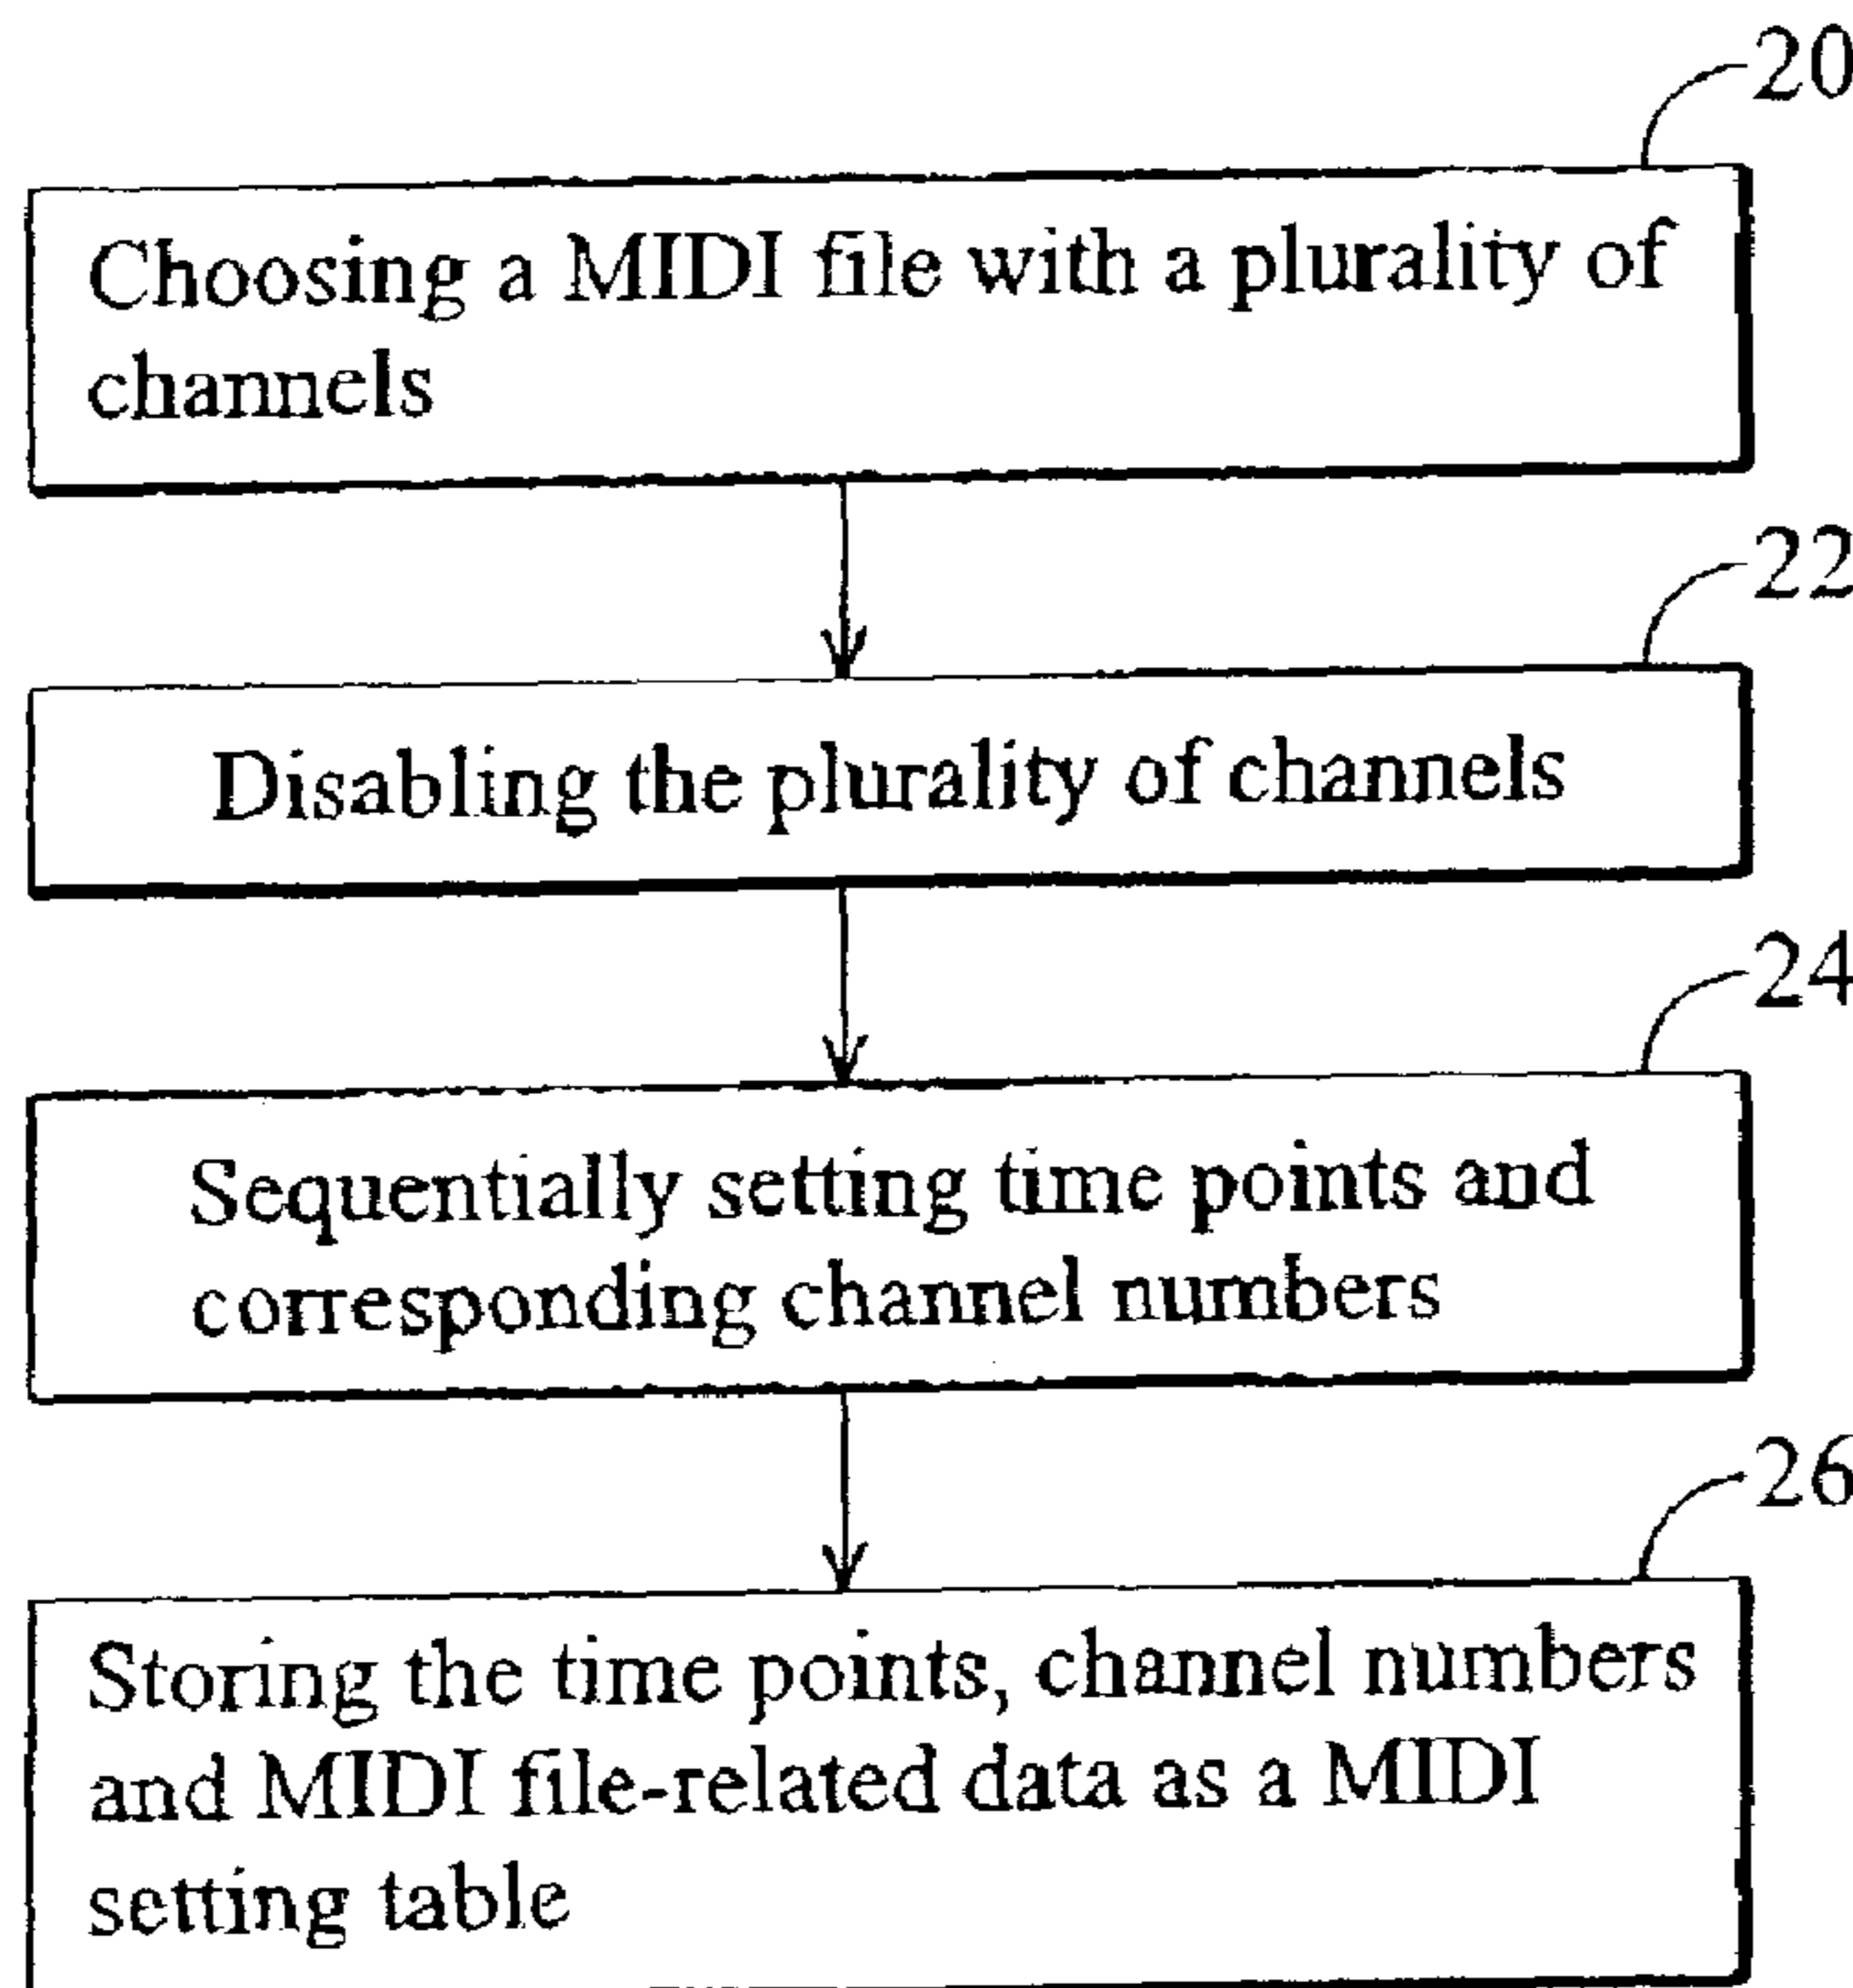 20
Choosing a MIDI file with a plurality of
channels
22
Disabling the plurality of channels
24
Sequentially setting time points and
corresponding channel numbers
26
Storing the time points, channel numbers
and MIDI file-related data as a MIDI
setting table